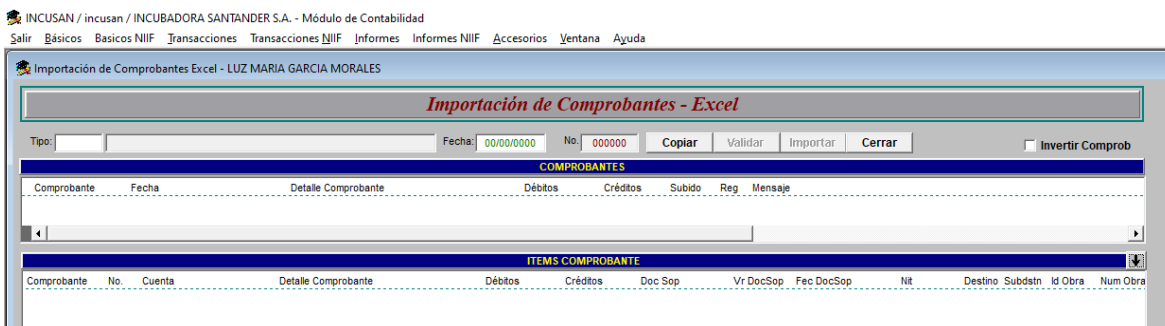 INCUSAN / incusan / INCUBADORA SANTANDER S.A. - Módulo de Contabilidad
Salir Básicos Basicos NIIF Transacciones Transacciones NIIF Informes Informes NIIF Accesorios Ventana Ayuda
Importación de Comprobantes Excel - LUZ MARIA GARCIA MORALES
Importación de Comprobantes - Excel
Tipo: Fecha: 00/00/0000 No. 000000 Copiar Validar Importar Cerrar Invertir Comprob
COMPROBANTES
Comprobante Fecha Detalle Comprobante Débitos Créditos Subido Reg Mensaje
ITEMS COMPROBANTE
Comprobante No. Cuenta Detalle Comprobante Débitos Créditos Doc Sop Vr DocSop Fec DocSop Nit Destino Subdstn Id Obra Num Obra